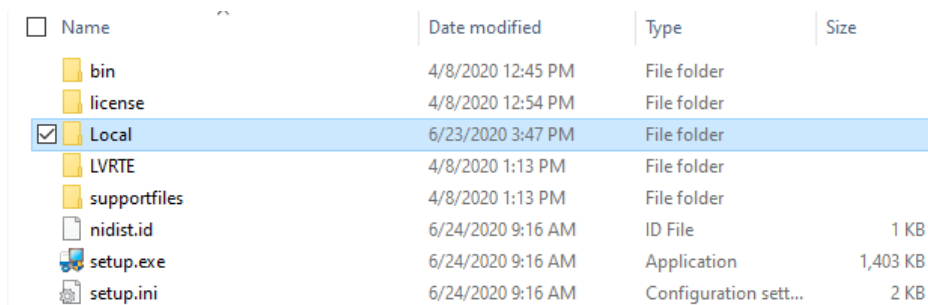 Name Date modified Type Size
bin 4/8/2020 12:45 PM File folder
license 4/8/2020 12:54 PM File folder
Local 6/23/2020 3:47 PM File folder
LVRTE 4/8/2020 1:13 PM File folder
supportfiles 4/8/2020 1:13 PM File folder
nidist.id 6/24/2020 9:16 AM ID File 1 KB
setup.exe 6/24/2020 9:16 AM Application 1,403 KB
setup.ini 6/24/2020 9:16 AM Configuration sett... 2 KB